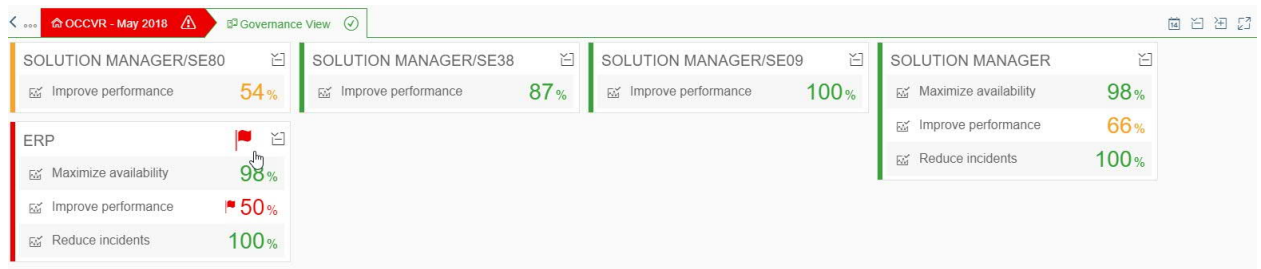 ... OCCVR - May 2018 Governance View
14
SOLUTION MANAGER/SE80
Improve performance 54%
SOLUTION MANAGER/SE38
Improve performance 87%
SOLUTION MANAGER/SE09
Improve performance 100%
SOLUTION MANAGER
Maximize availability 98%
Improve performance 66%
Reduce incidents 100%
ERP
Maximize availability 98%
Improve performance 50%
Reduce incidents 100%